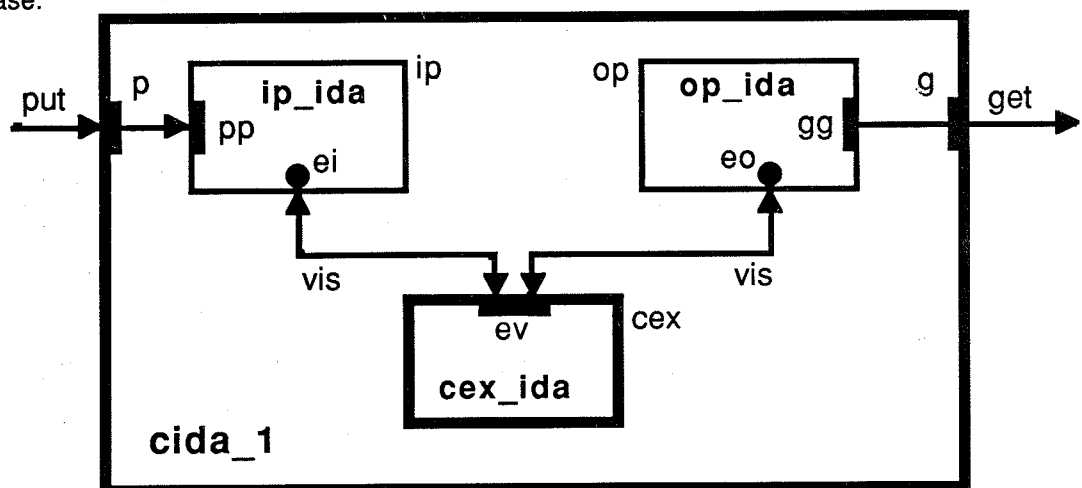 ase:
put
p
pp
ip_ida
ip
ei
op
op_ida
gg
eo
g
get
vis
vis
ev
cex
cex_ida
cida_1